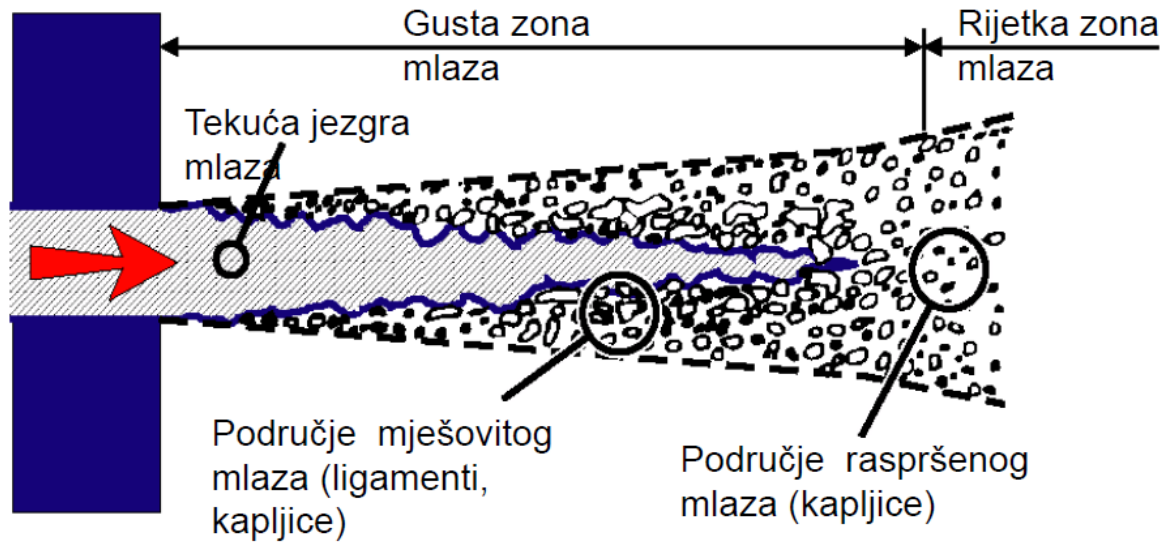 Gusta zona
mlaza
Rijetka zona
mlaza
Tekuća jezgra
mlaza
Područje mješovitog
mlaza (ligamenti,
kapljice)
Područje raspršenog
mlaza (kapljice)